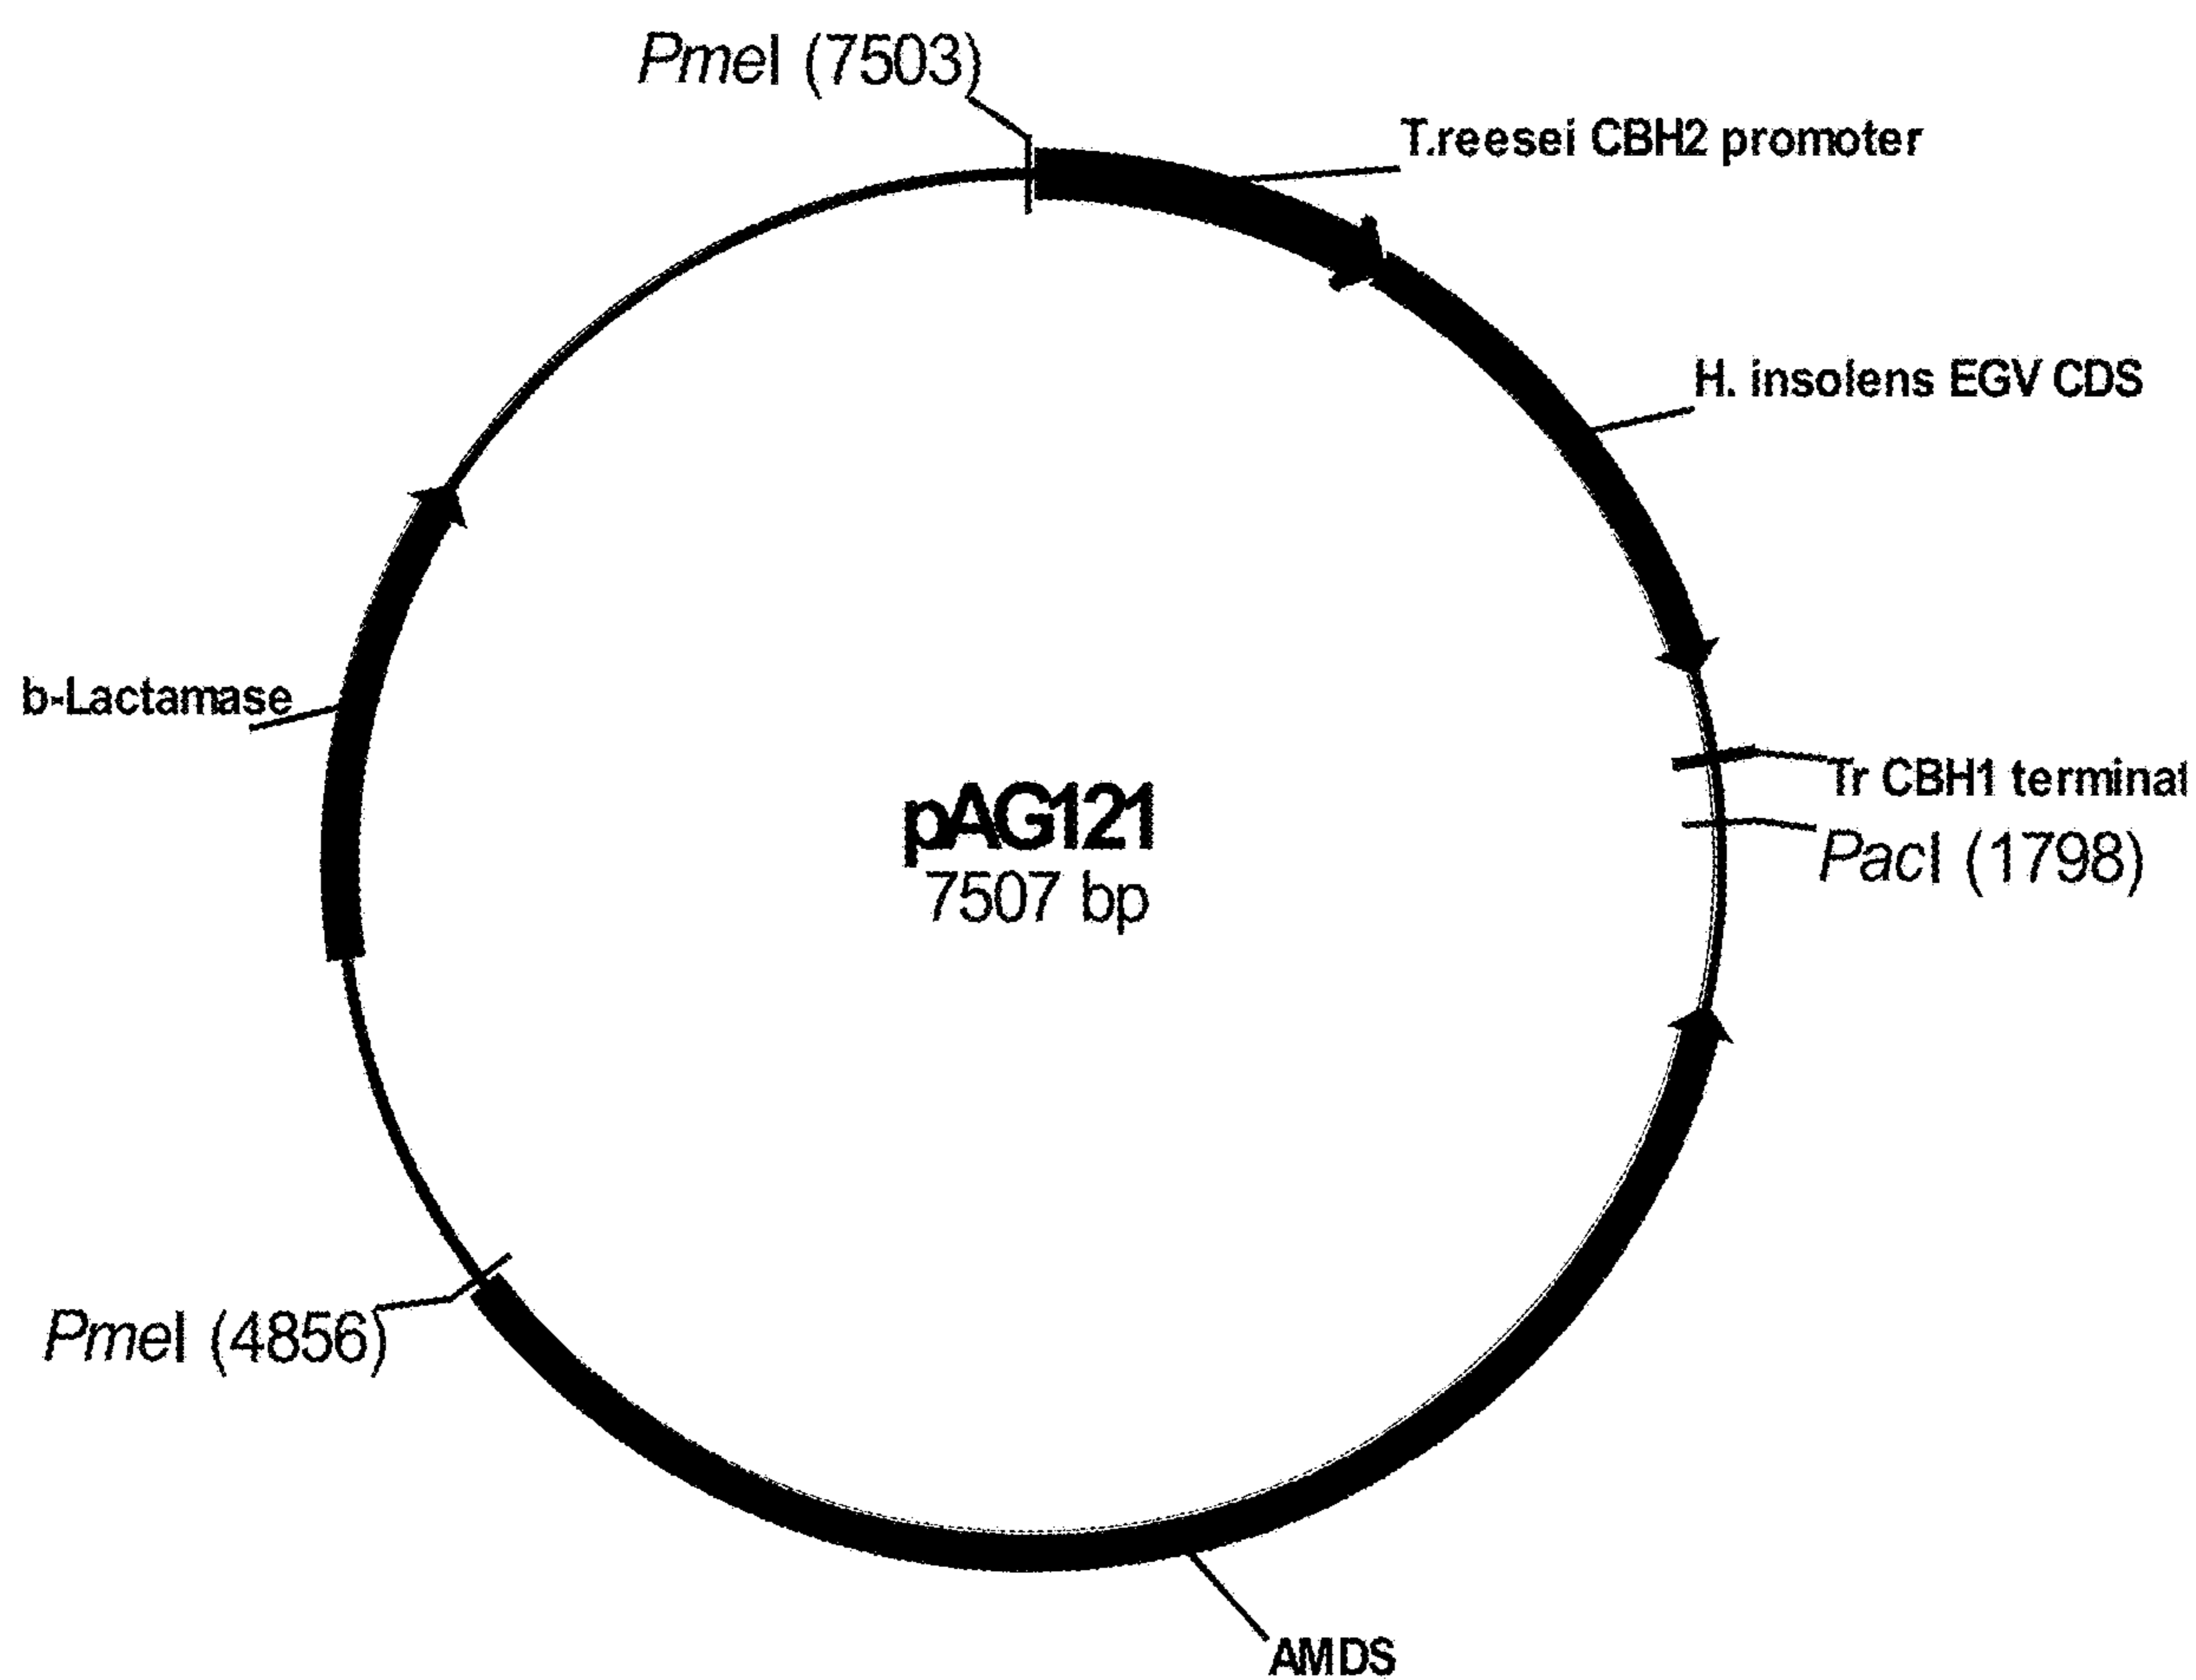 PmeI (7503)
T.reesei CBH2 promoter
H. insolens EGV CDS
b-Lactamase
Tr CBH1 terminal
PacI (1798)
pAG121
7507 bp
PmeI (4856)
AMDS